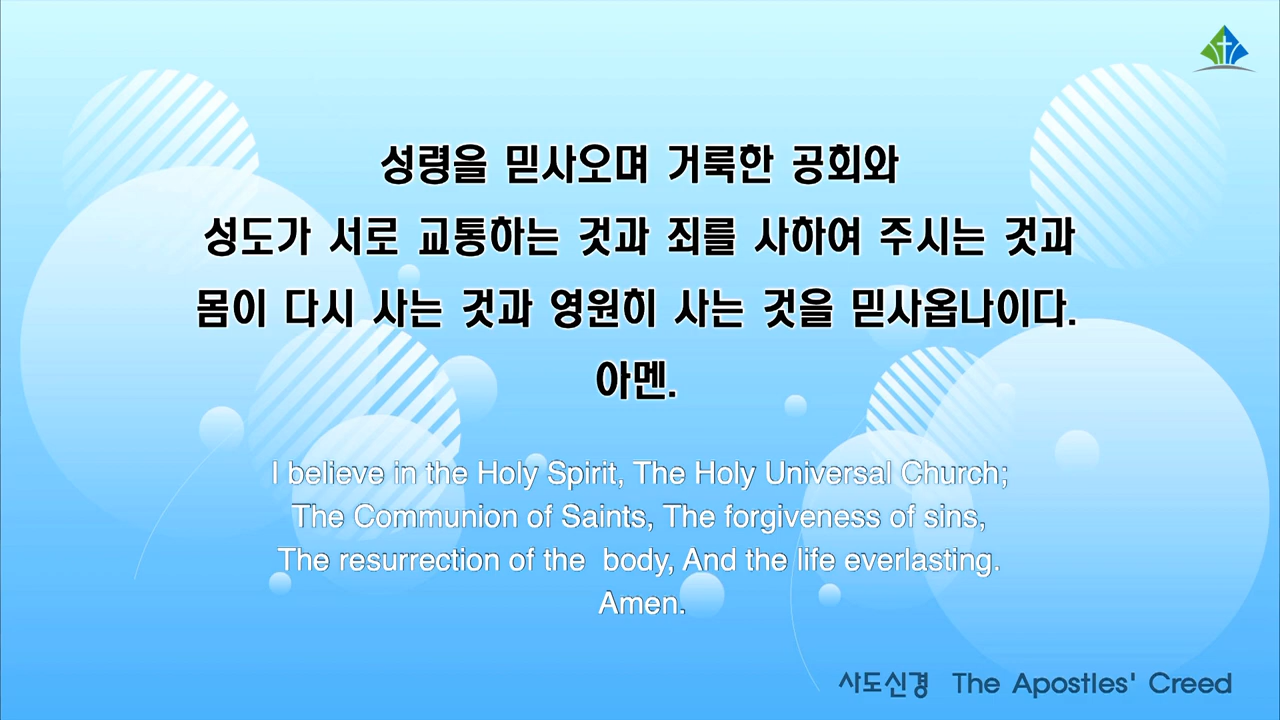 성령을 믿사오며 거룩한 공회와
성도가 서로 교통하는 것과 죄를 사하여 주시는 것과
몸이 다시 사는 것과 영원히 사는 것을 믿사옵나이다.
아멘.
I believe in the Holy Spirit, The Holy Universal Church;
The Communion of Saints, The forgiveness of sins,
The resurrection of the  body, And the life everlasting.
Amen.
사도신경  The Apostles' Creed